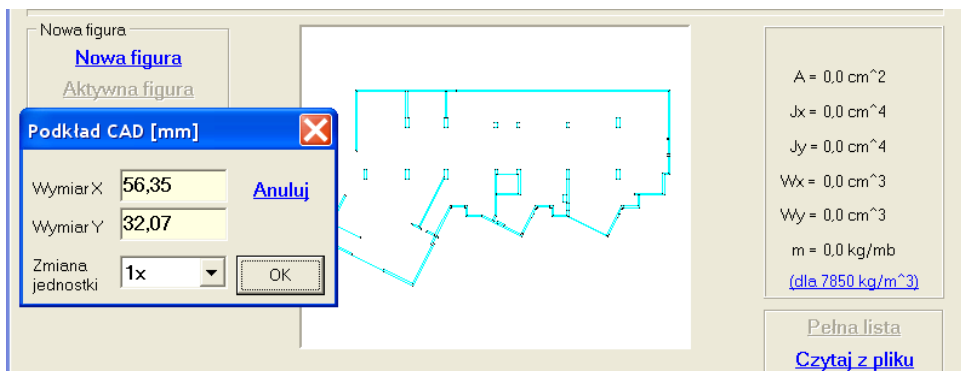 Nowa figura
Nowa figura
Aktywna figura
Podkład CAD [mm]
Wymiar X 56,35 Anuluj
Wymiar Y 32,07
Zmiana
jednostki 1x OK
A = 0,0 cm^2
Jx = 0,0 cm^4
Jy = 0,0 cm^4
Wx = 0,0 cm^3
Wy = 0,0 cm^3
m = 0,0 kg/mb
(dla 7850 kg/m^3)
Pełna lista
Czytaj z pliku